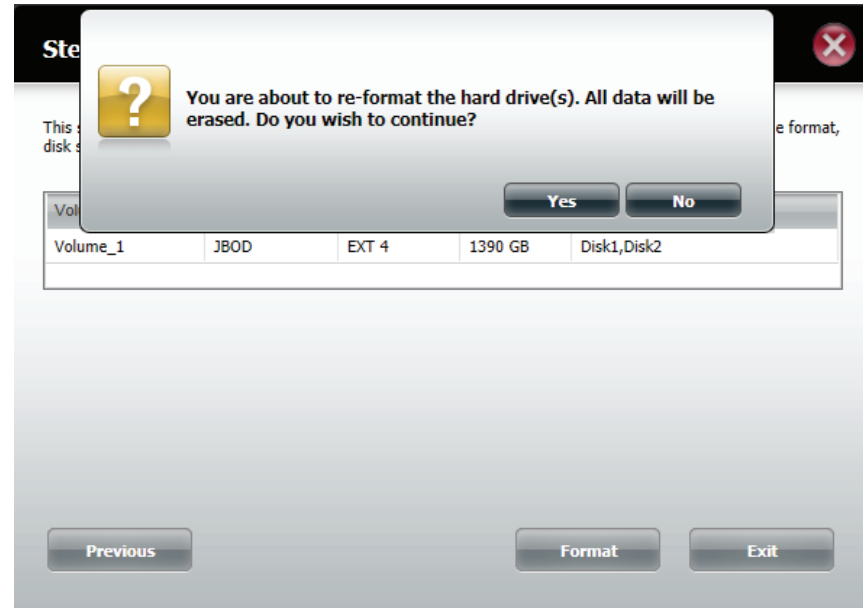 Ste
You are about to re-format the hard drive(s). All data will be
erased. Do you wish to continue?
This
e format,
disk s
Yes No
Vol
Volume_1 JBOD EXT 4 1390 GB Disk1,Disk2
Previous Format Exit